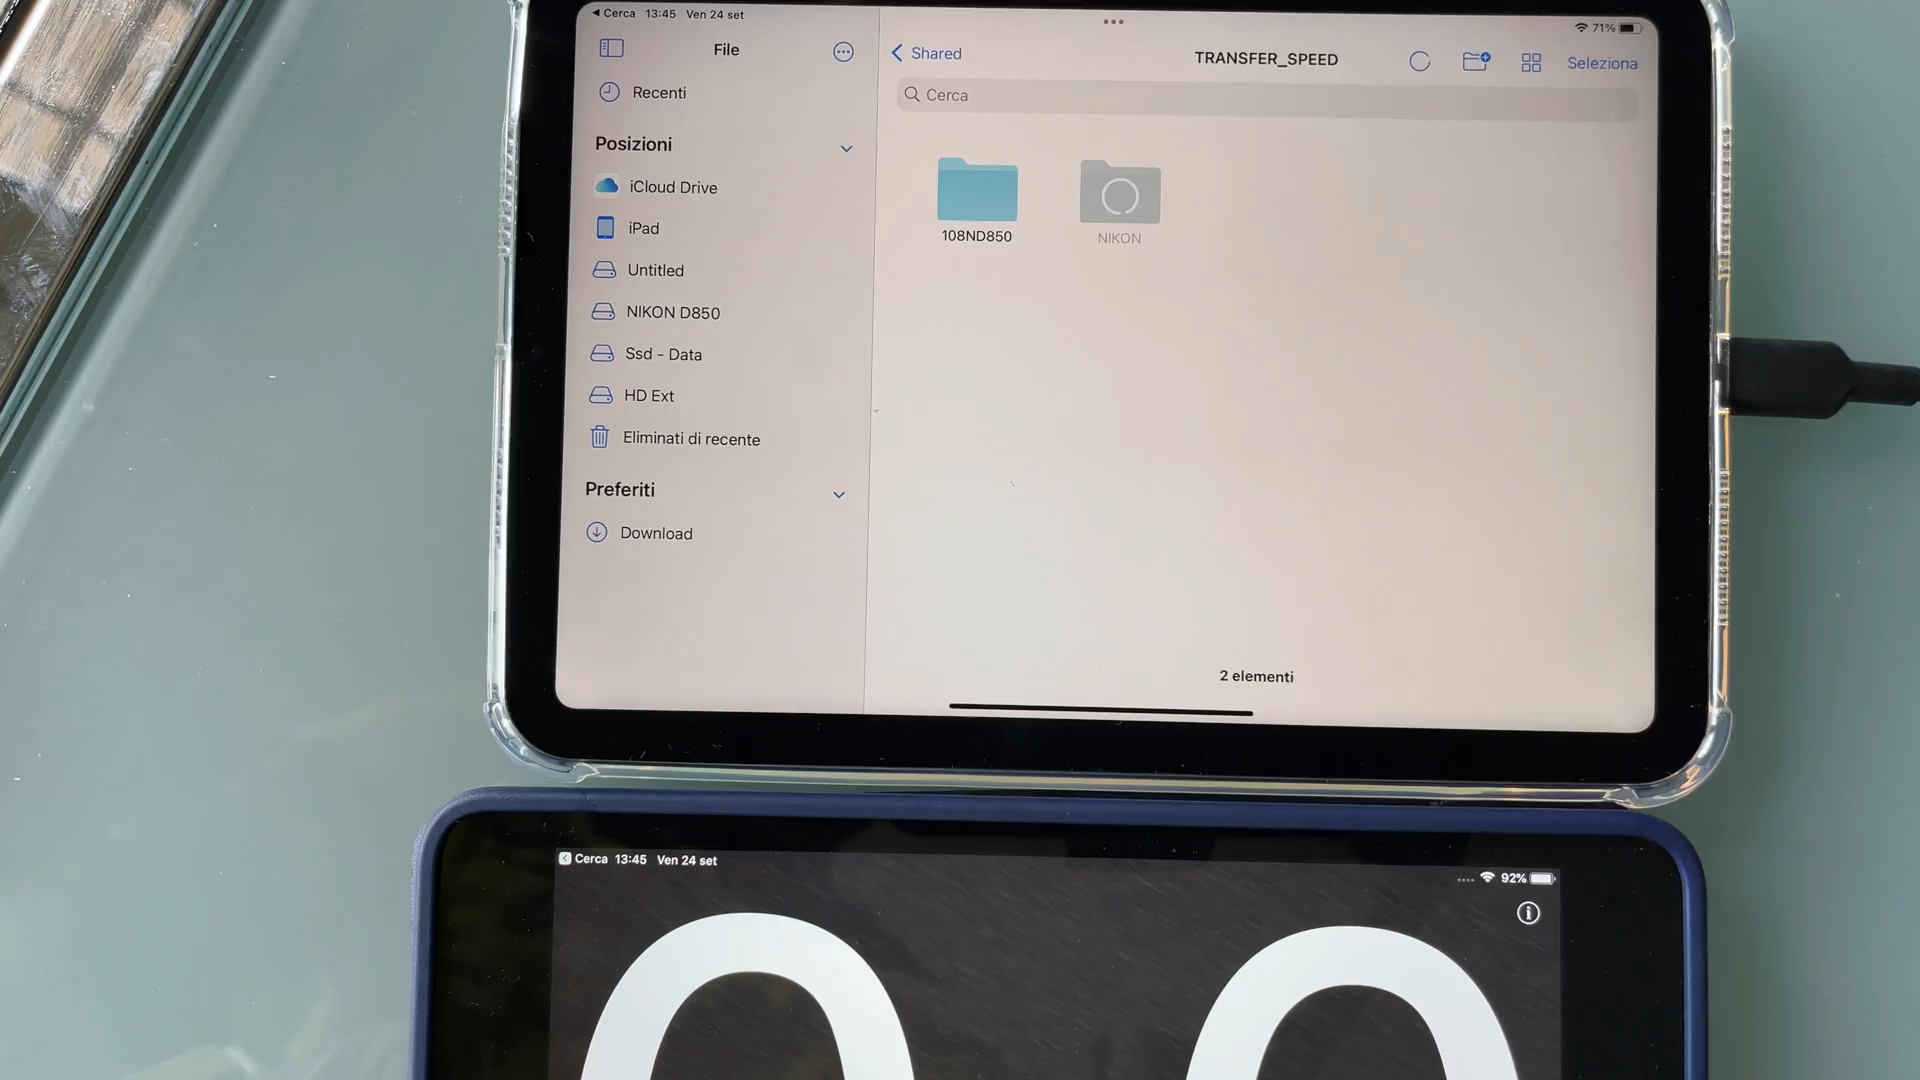 Cerca 13:45 Ven 24 set
71%
File
Shared
TRANSFER_SPEED
Seleziona
Recenti
Cerca
Posizioni
iCloud Drive
iPad
Untitled
NIKON D850
Ssd - Data
HD Ext
Eliminati di recente
Preferiti
Download
108ND850
NIKON
2 elementi
Cerca 13:45 Ven 24 set
92%